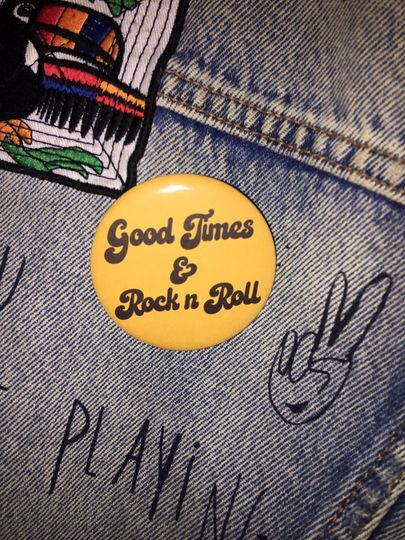 Good Times
&
Rock n Roll
PLAYiN